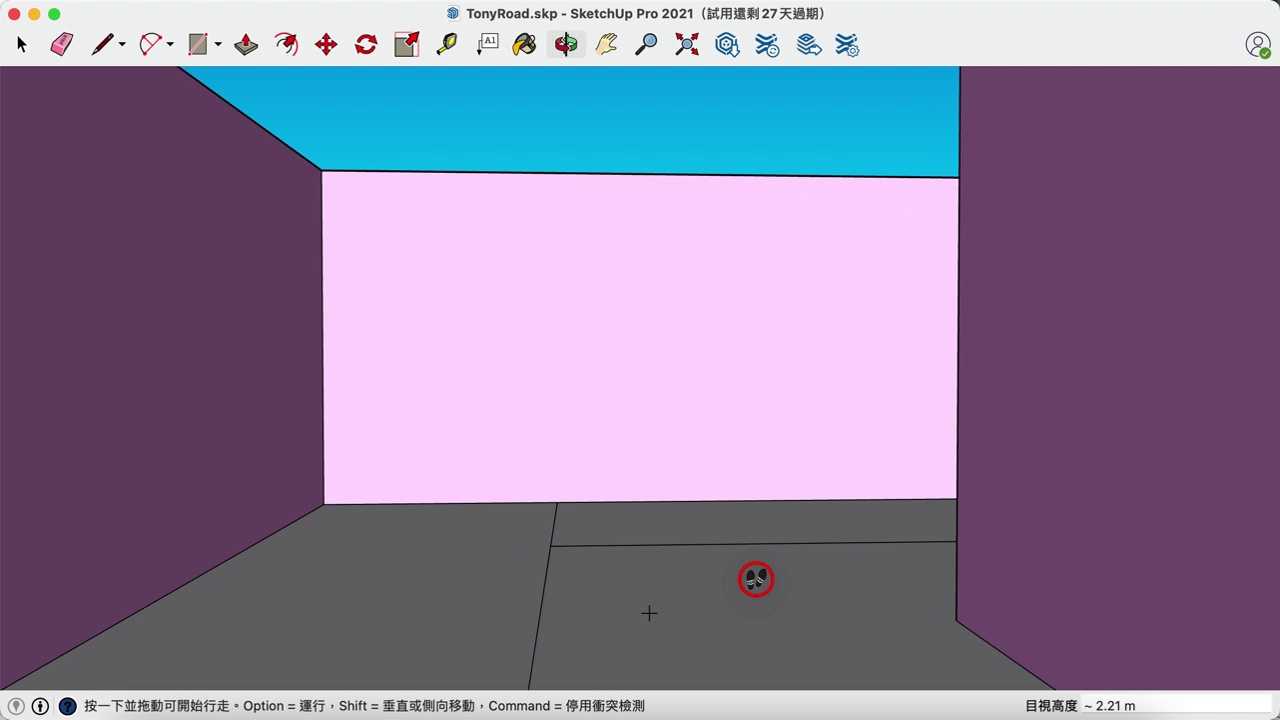 TonyRoad.skp - SketchUp Pro 2021（試用還剩 27 天過期）
A1
按一下並拖動可開始行走。Option = 運行，Shift = 垂直或側向移動，Command = 停用衝突檢測
目視高度 ~ 2.21 m